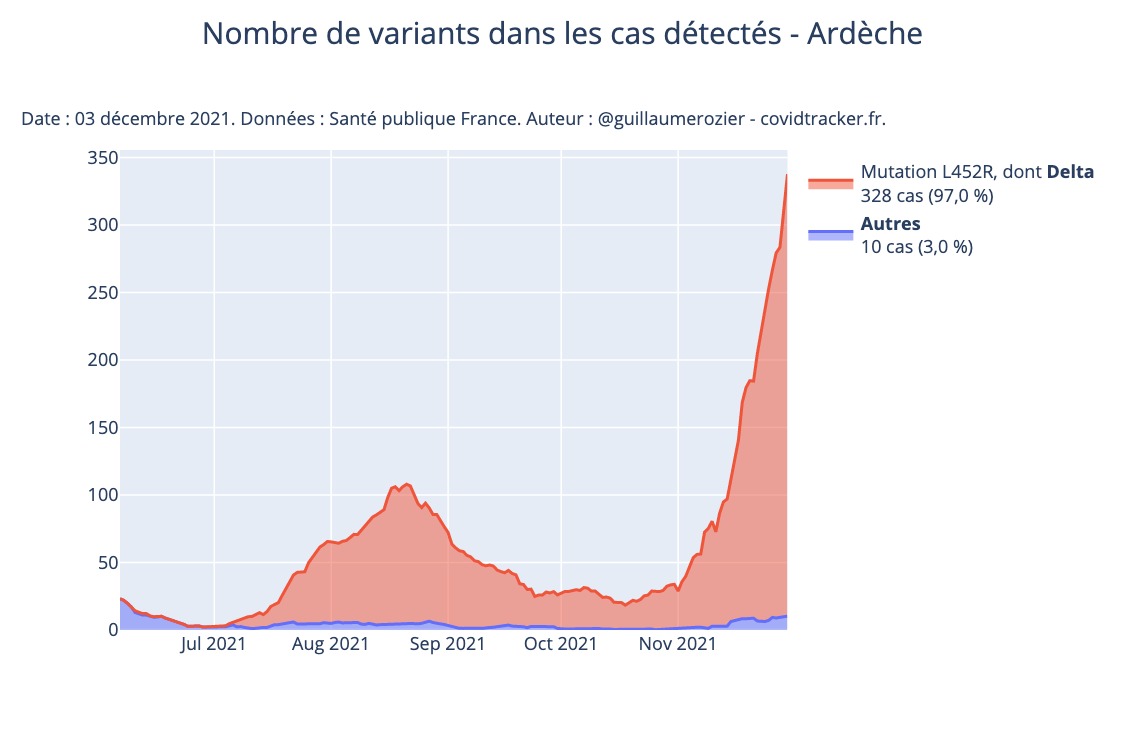 Nombre de variants dans les cas détectés - Ardèche
Date : 03 décembre 2021. Données : Santé publique France. Auteur : @guillaumerozier - covidtracker.fr.
350
300
250
200
150
100
50
0
Jul 2021
Aug 2021
Sep 2021
Oct 2021
Nov 2021
Mutation L452R, dont Delta
328 cas (97,0 %)
Autres
10 cas (3,0 %)